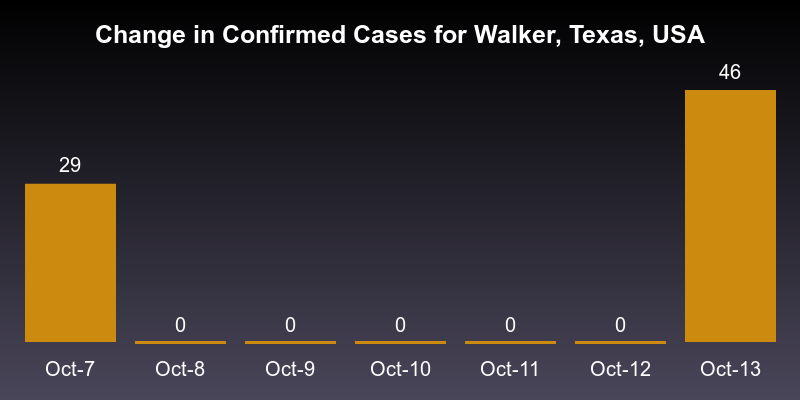 Change in Confirmed Cases for Walker, Texas, USA
46
29
0 0 0 0 0
Oct-7 Oct-8 Oct-9 Oct-10 Oct-11 Oct-12 Oct-13